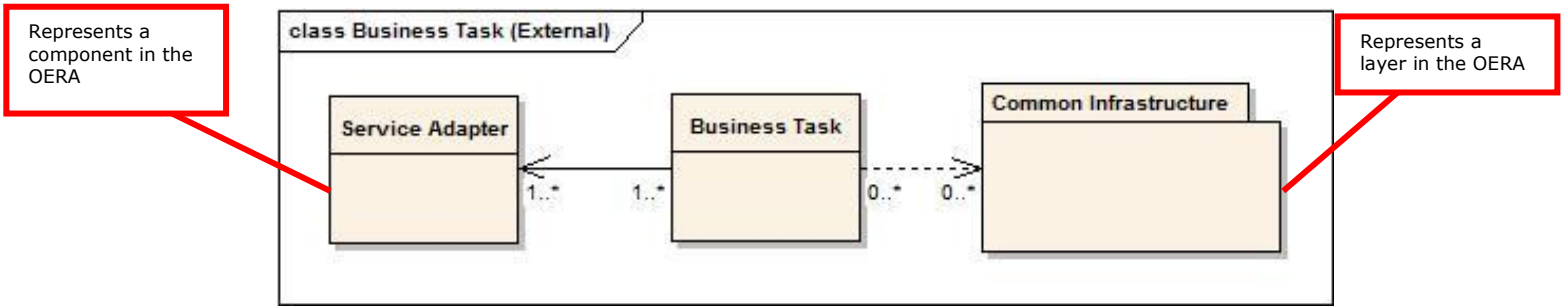 Represents a
component in the
OERA
class Business Task (External)
Represents a
layer in the OERA
Service Adapter
Business Task
Common Infrastructure
1..*
1..*
0..*
0..*